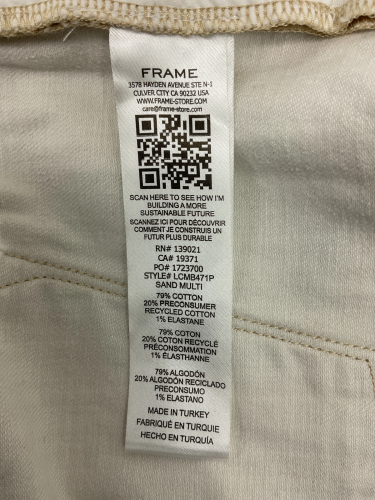 FRAME
3578 HAYDEN AVENUE STE N-1
CULVER CITY CA 90232 USA
WWW.FRAME-STORE.COM
care@frame-store.com
SCAN HERE TO SEE HOW I'M
BUILDING A MORE
SUSTAINABLE FUTURE
SCANNEZ ICI POUR DÉCOUVRIR
COMMENT JE CONSTRUIS UN
FUTUR PLUS DURABLE
RN# 139021
CA# 19371
PO# 1723700
STYLE# LCMB471P
SAND MULTI
79% COTTON
20% PRECONSUMER
RECYCLED COTTON
1% ELASTANE
79% COTON
20% COTON RECYCLÉ
PRÉCONSOMMATION
1% ÉLASTHANNE
79% ALGODÓN
20% ALGODÓN RECICLADO
PRECONSUMO
1% ELASTANO
MADE IN TURKEY
FABRIQUÉ EN TURQUIE
HECHO EN TURQUÍA